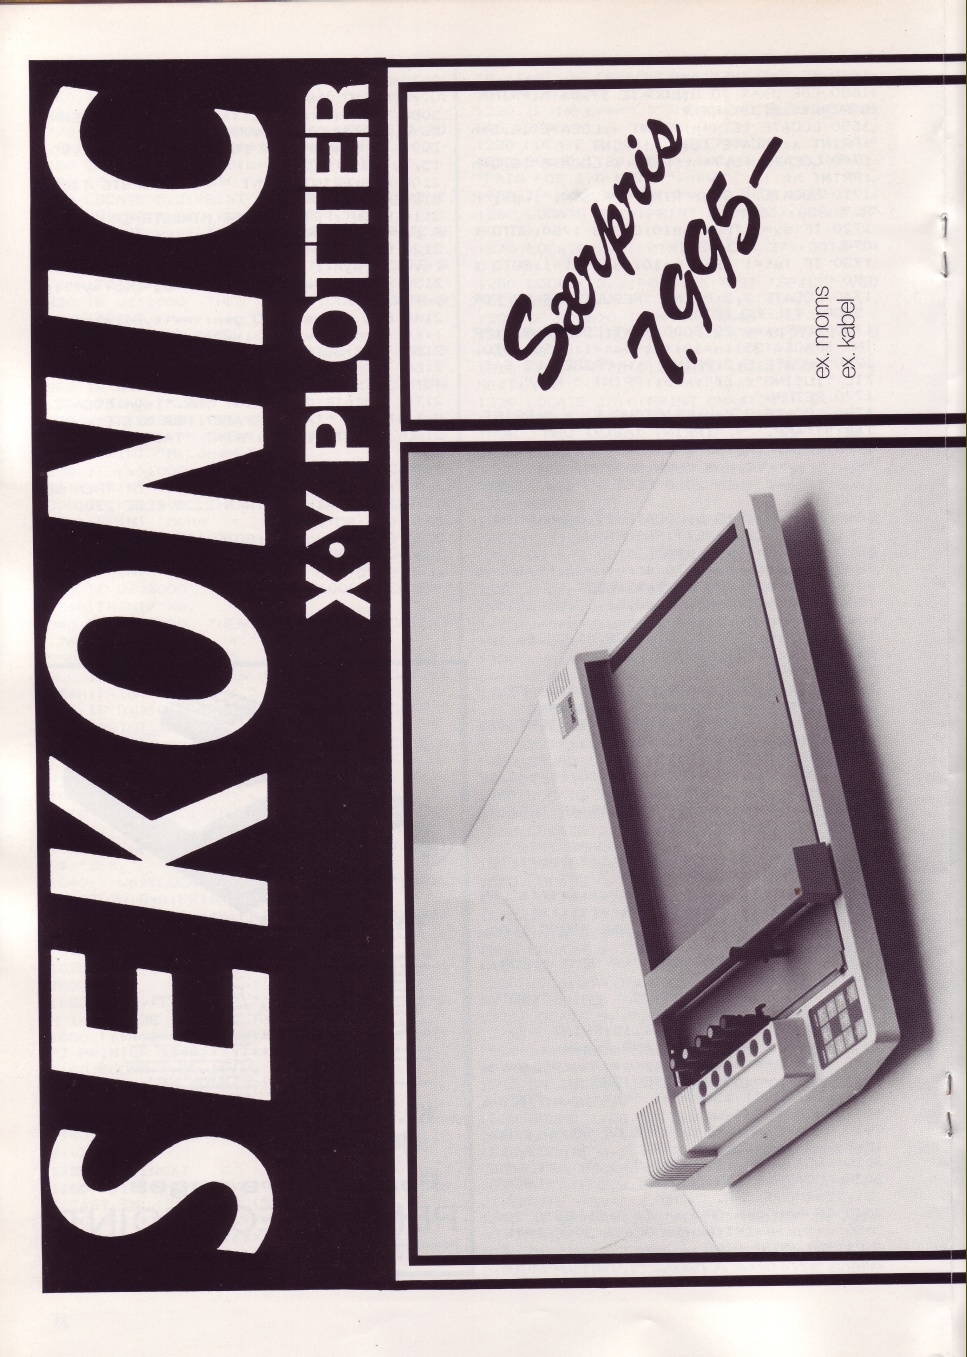 SEKONIC
X·Y PLOTTER
Særpris
7.995-
ex. moms
ex. kabel